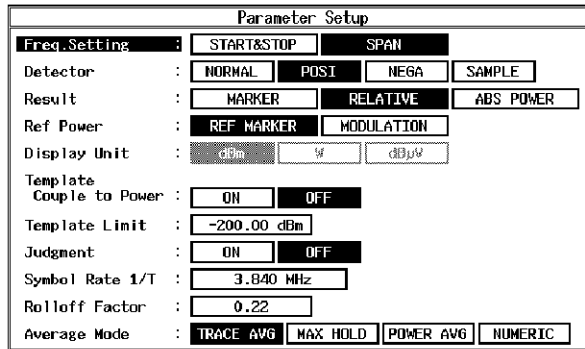 Parameter Setup
Freq.Setting : START&STOP SPAN
Detector : NORMAL POSI NEGA SAMPLE
Result : MARKER RELATIVE ABS POWER
Ref Power : REF MARKER MODULATION
Display Unit : dBm W dBμV
Template
Couple to Power : ON OFF
Template Limit : -200.00 dBm
Judgment : ON OFF
Symbol Rate 1/T : 3.840 MHz
Rolloff Factor : 0.22
Average Mode : TRACE AVG MAX HOLD POWER AVG NUMERIC